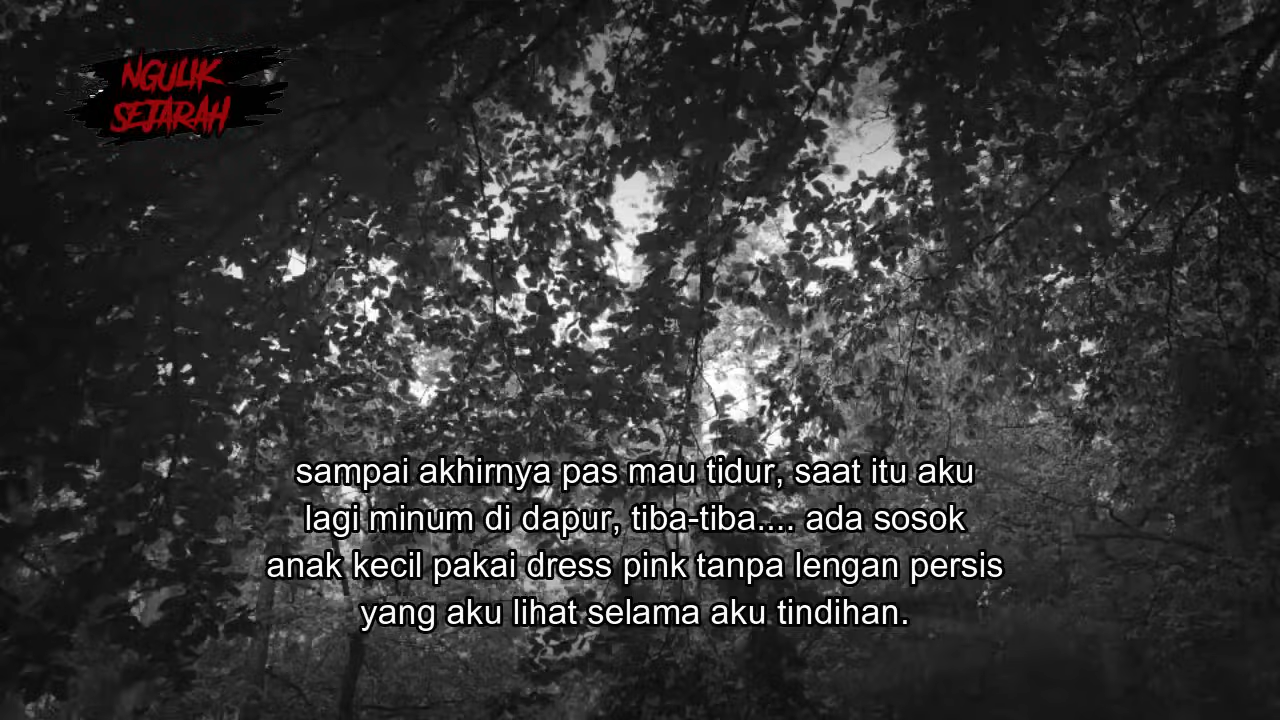 NGULIK
SEJARAH
sampai akhirnya pas mau tidur, saat itu aku
lagi minum di dapur, tiba-tiba.... ada sosok
anak kecil pakai dress pink tanpa lengan persis
yang aku lihat selama aku tindihan.